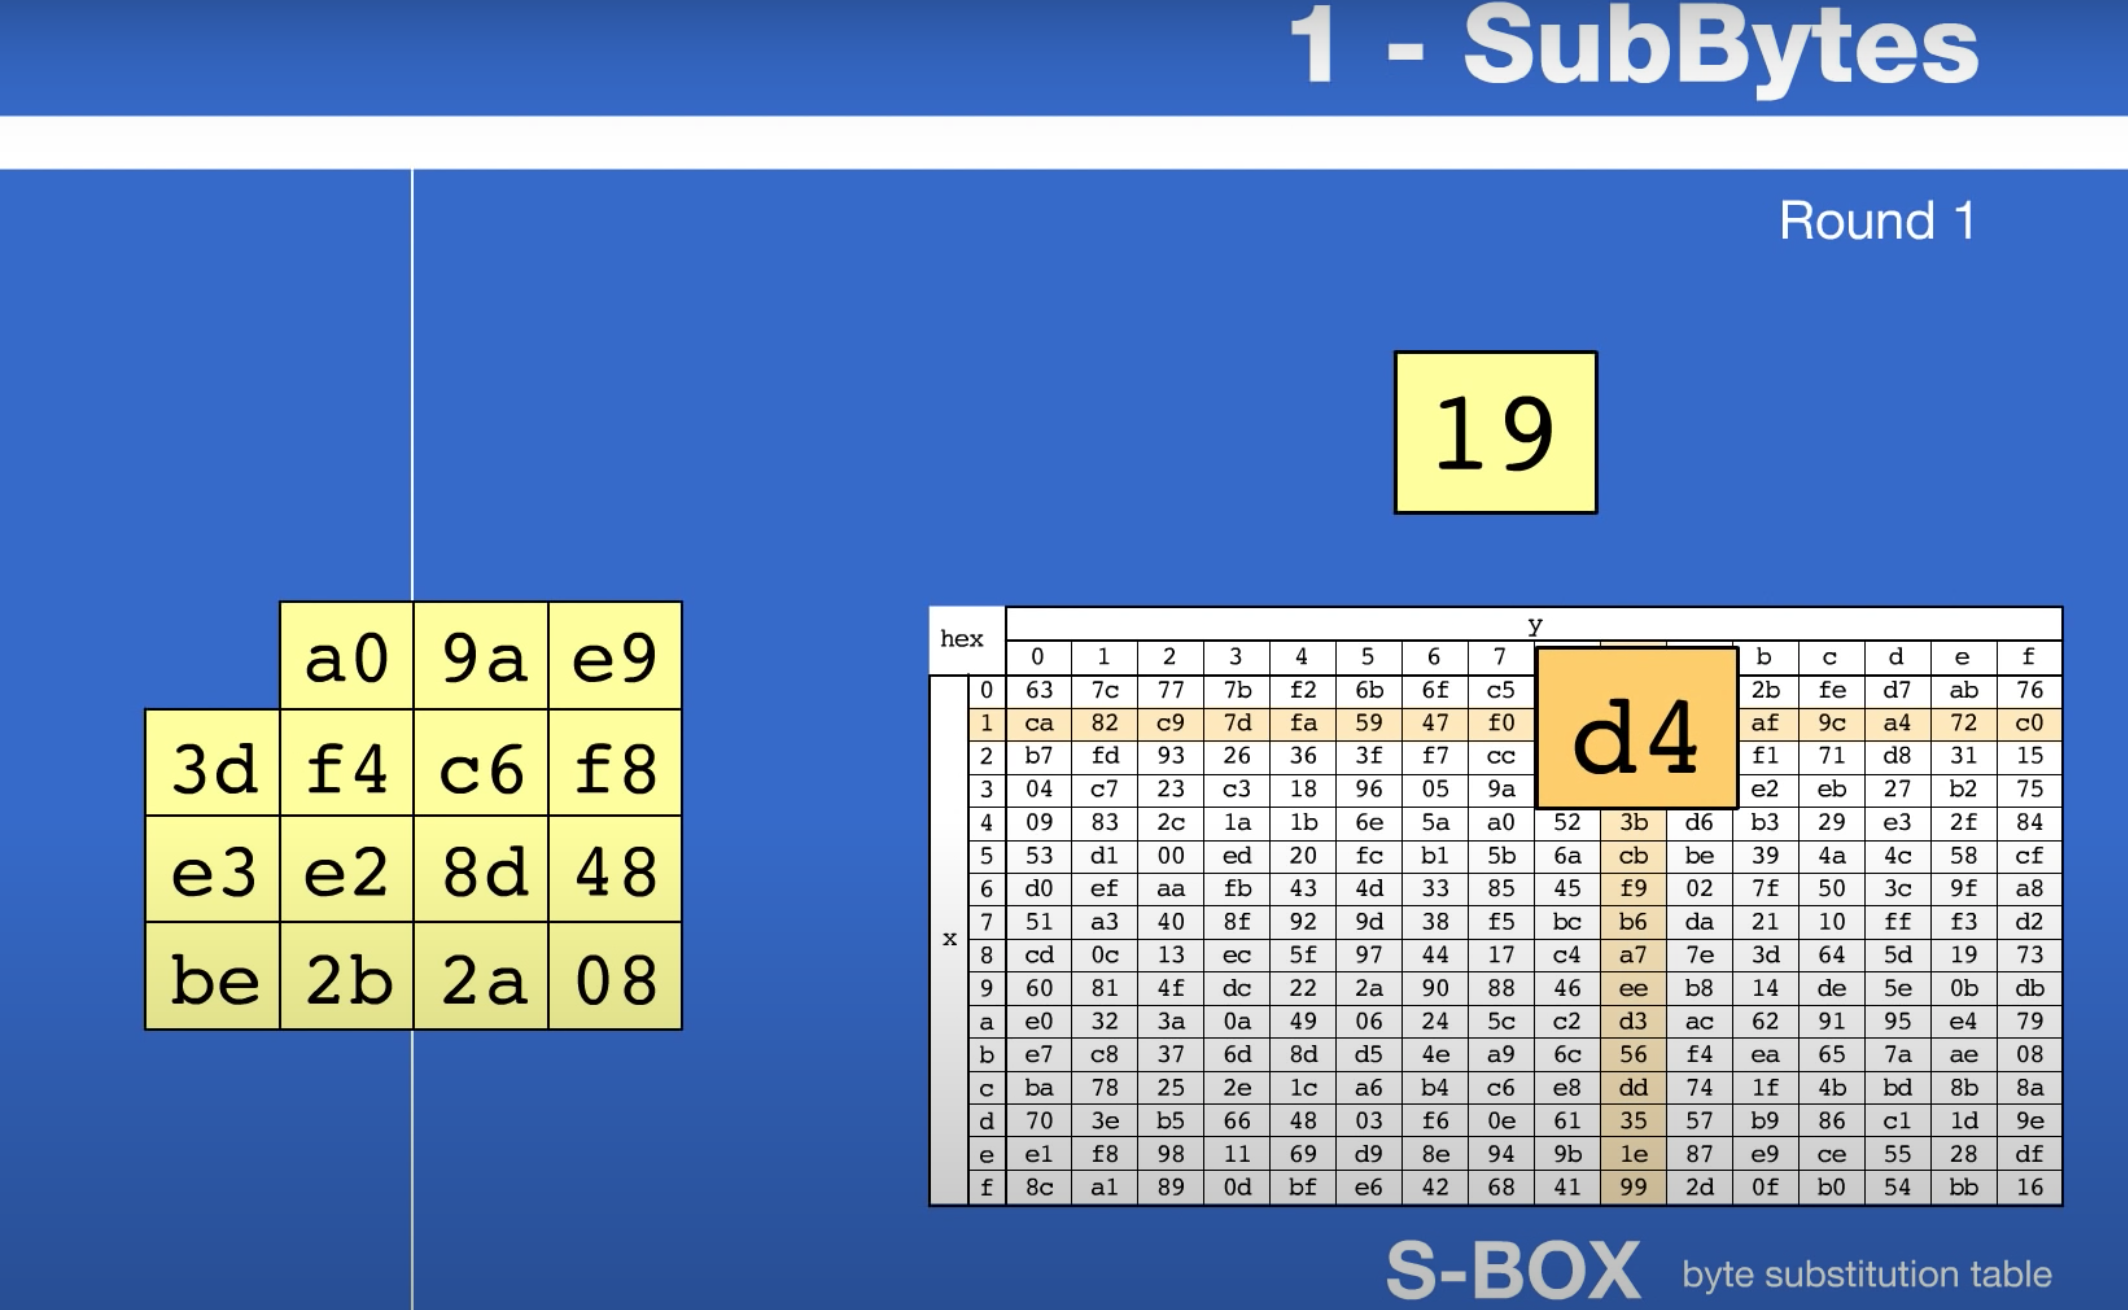 1 - SubBytes
Round 1
19
a0 9a e9
3d f4 c6 f8
e3 e2 8d 48
be 2b 2a 08
hex
y
0 1 2 3 4 5 6 7 b c d e f
0 63 7c 77 7b f2 6b 6f c5 2b fe d7 ab 76
1 ca 82 c9 7d fa 59 47 f0 af 9c a4 72 c0
d4
2 b7 fd 93 26 36 3f f7 cc f1 71 d8 31 15
3 04 c7 23 c3 18 96 05 9a e2 eb 27 b2 75
4 09 83 2c 1a 1b 6e 5a a0 52 3b d6 b3 29 e3 2f 84
5 53 d1 00 ed 20 fc b1 5b 6a cb be 39 4a 4c 58 cf
6 d0 ef aa fb 43 4d 33 85 45 f9 02 7f 50 3c 9f a8
7 51 a3 40 8f 92 9d 38 f5 bc b6 da 21 10 ff f3 d2
x
8 cd 0c 13 ec 5f 97 44 17 c4 a7 7e 3d 64 5d 19 73
9 60 81 4f dc 22 2a 90 88 46 ee b8 14 de 5e 0b db
a e0 32 3a 0a 49 06 24 5c c2 d3 ac 62 91 95 e4 79
b e7 c8 37 6d 8d d5 4e a9 6c 56 f4 ea 65 7a ae 08
c ba 78 25 2e 1c a6 b4 c6 e8 dd 74 1f 4b bd 8b 8a
d 70 3e b5 66 48 03 f6 0e 61 35 57 b9 86 c1 1d 9e
e e1 f8 98 11 69 d9 8e 94 9b 1e 87 e9 ce 55 28 df
f 8c a1 89 0d bf e6 42 68 41 99 2d 0f b0 54 bb 16
S-BOX byte substitution table